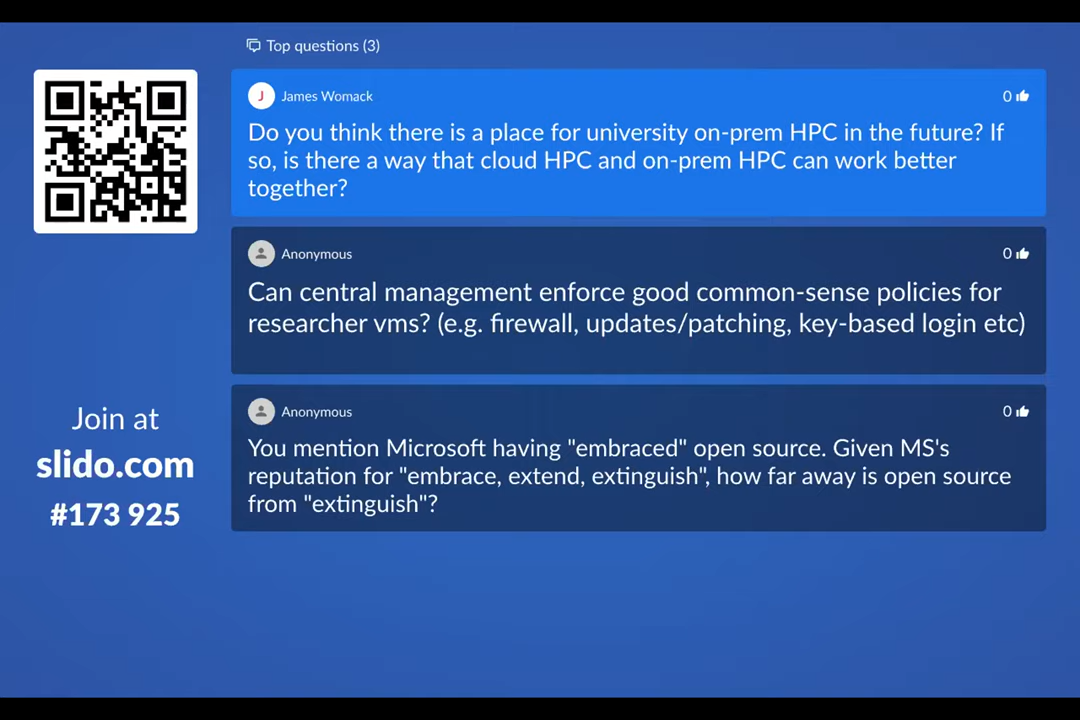 Top questions (3)
J
James Womack
0
Do you think there is a place for university on-prem HPC in the future? If
so, is there a way that cloud HPC and on-prem HPC can work better
together?
Anonymous
0
Can central management enforce good common-sense policies for
researcher vms? (e.g. firewall, updates/patching, key-based login etc)
Anonymous
0
You mention Microsoft having "embraced" open source. Given MS's
reputation for "embrace, extend, extinguish", how far away is open source
from "extinguish"?
Join at
slido.com
#173 925